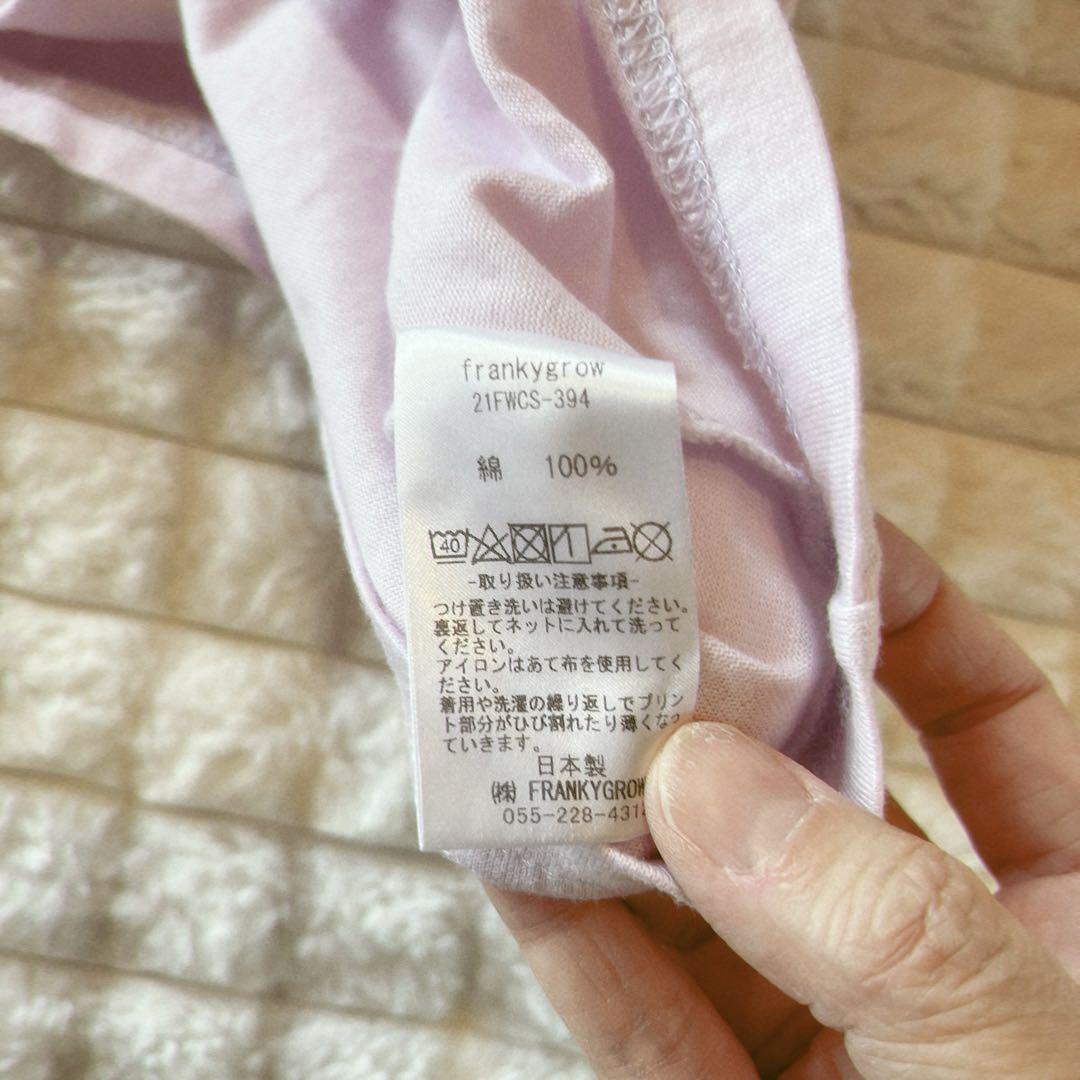 frankygrow
21FWCS-394
綿 100%
40
-取り扱い注意事項-
つけ置き洗いは避けてください。
裏返してネットに入れて洗って
ください。
アイロンはあて布を使用してく
ださい。
着用や洗濯の繰り返しでプリン
ト部分がひび割れたり薄くなっ
ていきます。
日本製
㈱ FRANKYGROW
055-228-431